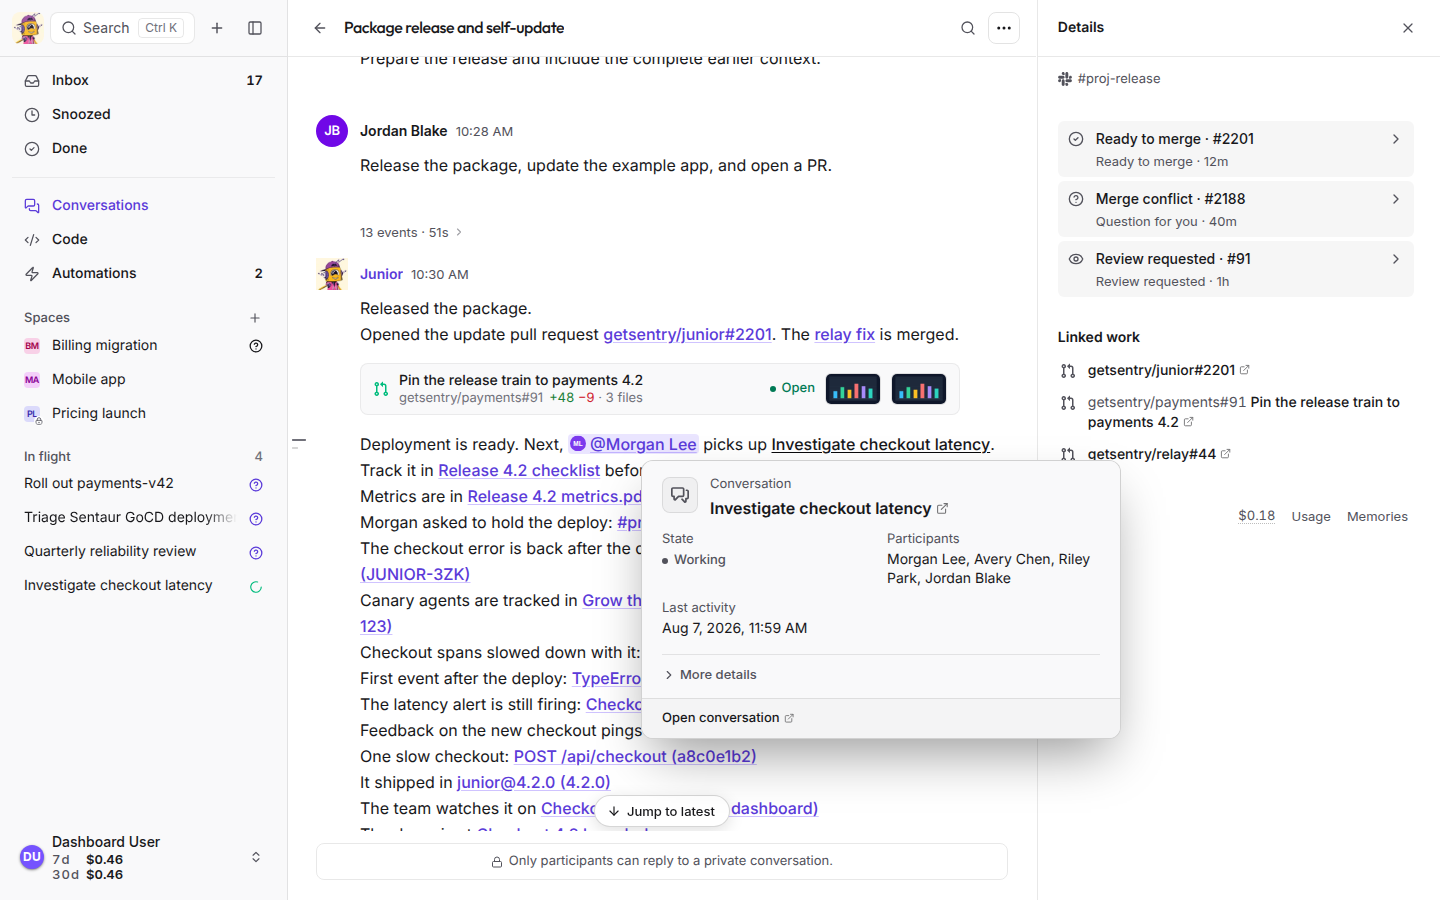 Search Ctrl K
Inbox 17
Snoozed
Done
Conversations
Code
Automations 2
Spaces
BM Billing migration
MA Mobile app
PL Pricing launch
In flight 4
Roll out payments-v42
Triage Sentaur GoCD deployme
Quarterly reliability review
Investigate checkout latency
DU Dashboard User
7d $0.46
30d $0.46
Package release and self-update
Prepare the release and include the complete earlier context.
JB Jordan Blake 10:28 AM
Release the package, update the example app, and open a PR.
13 events · 51s
Junior 10:30 AM
Released the package.
Opened the update pull request getsentry/junior#2201. The relay fix is merged.
Pin the release train to payments 4.2
getsentry/payments#91 +48 −9 · 3 files
Open
Deployment is ready. Next, ML @Morgan Lee picks up Investigate checkout latency.
Track it in Release 4.2 checklist befor
Metrics are in Release 4.2 metrics.pd
Morgan asked to hold the deploy: #pr
The checkout error is back after the
(JUNIOR-3ZK)
Canary agents are tracked in Grow th
123)
Checkout spans slowed down with it:
First event after the deploy: TypeErro
The latency alert is still firing: Checko
Feedback on the new checkout pings
One slow checkout: POST /api/checkout (a8c0e1b2)
It shipped in junior@4.2.0 (4.2.0)
The team watches it on Checko dashboard)
Jump to latest
Only participants can reply to a private conversation.
Conversation
Investigate checkout latency
State
Working
Participants
Morgan Lee, Avery Chen, Riley
Park, Jordan Blake
Last activity
Aug 7, 2026, 11:59 AM
More details
Open conversation
Details
#proj-release
Ready to merge · #2201
Ready to merge · 12m
Merge conflict · #2188
Question for you · 40m
Review requested · #91
Review requested · 1h
Linked work
getsentry/junior#2201
getsentry/payments#91 Pin the release train to
payments 4.2
getsentry/relay#44
$0.18 Usage Memories